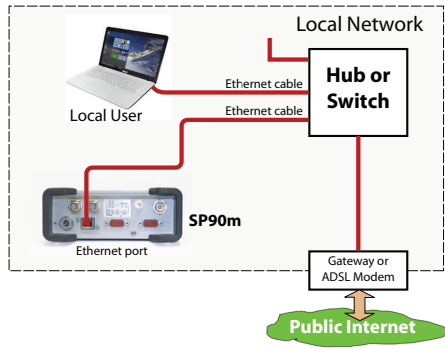 Local Network
Ethernet cable
Hub or
Switch
Local User
Ethernet cable
SP90m
Ethernet port
Gateway or
ADSL Modem
Public Internet